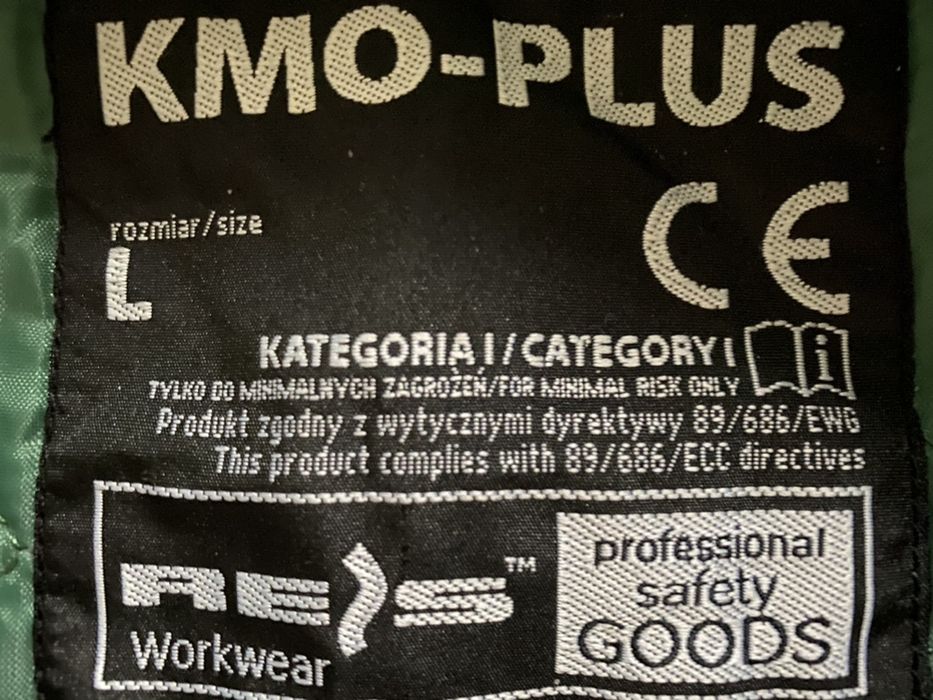 KMO-PLUS
rozmiar/size
L
CE
KATEGORIA I / CATEGORY I
i
TYLKO DO MINIMALNYCH ZAGROŻEŃ/FOR MINIMAL RISK ONLY
Produkt zgodny z wytycznymi dyrektywy 89/686/EWG
This product complies with 89/686/ECC directives
REIS™
Workwear
professional
safety
GOODS